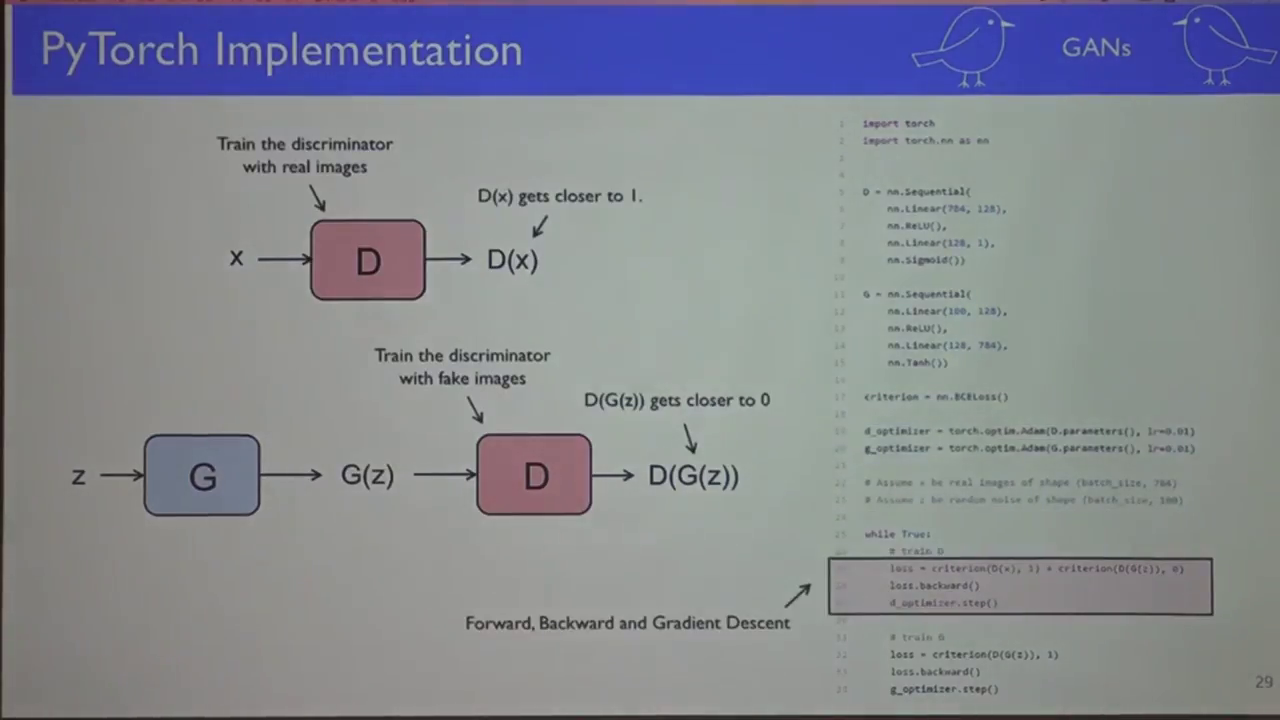 PyTorch Implementation
GANs
Train the discriminator
with real images
D(x) gets closer to 1.
x
D
D(x)
Train the discriminator
with fake images
D(G(z)) gets closer to 0
z
G
G(z)
D
D(G(z))
Forward, Backward and Gradient Descent
1 import torch
2 import torch.nn as nn
3
4
5 D = nn.Sequential(
6 nn.Linear(784, 128),
7 nn.ReLU(),
8 nn.Linear(128, 1),
9 nn.Sigmoid())
10
11 G = nn.Sequential(
12 nn.Linear(100, 128),
13 nn.ReLU(),
14 nn.Linear(128, 784),
15 nn.Tanh())
16
17 criterion = nn.BCELoss()
18
19 d_optimizer = torch.optim.Adam(D.parameters(), lr=0.01)
20 g_optimizer = torch.optim.Adam(G.parameters(), lr=0.01)
21
22 # Assume x be real images of shape (batch_size, 784)
23 # Assume z be random noise of shape (batch_size, 100)
24
25 while True:
26 # train D
27 loss = criterion(D(x), 1) + criterion(D(G(z)), 0)
28 loss.backward()
29 d_optimizer.step()
30
31 # train G
32 loss = criterion(D(G(z)), 1)
33 loss.backward()
34 g_optimizer.step()
29